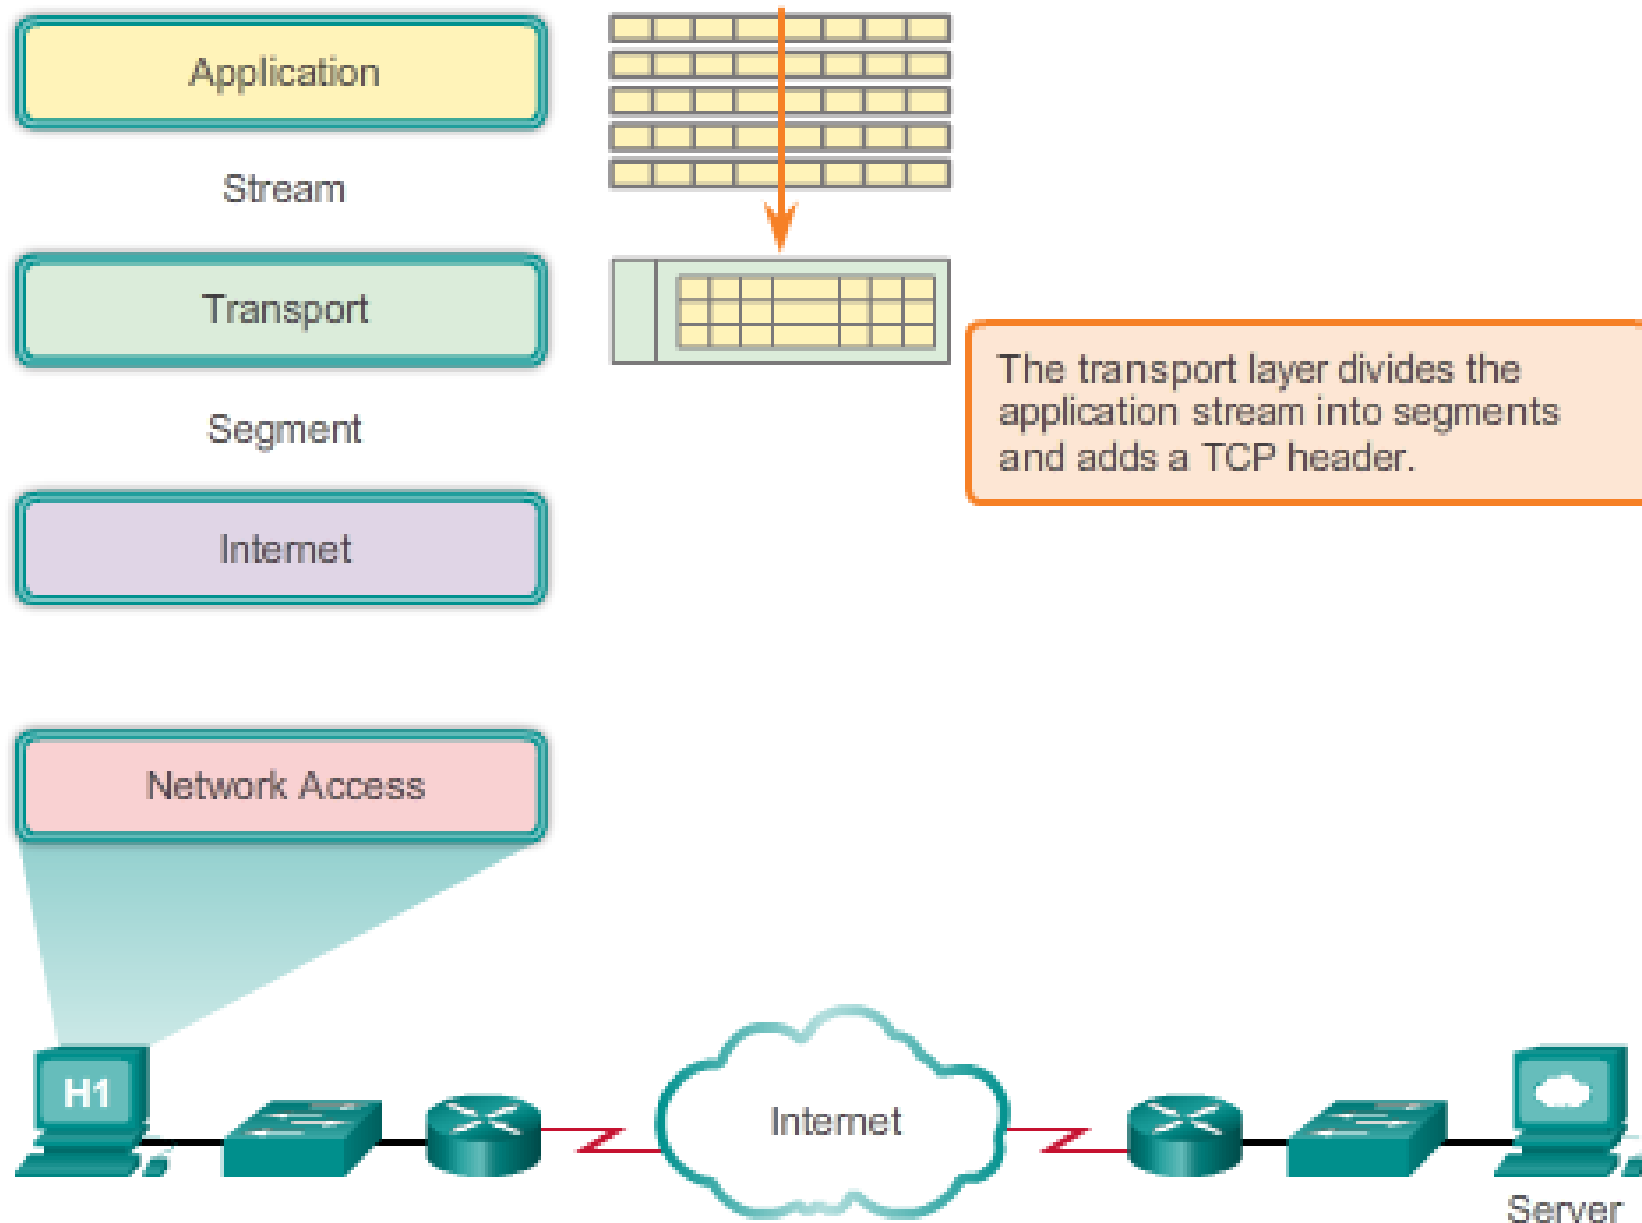 Application
Stream
Transport
The transport layer divides the
application stream into segments
and adds a TCP header.
Segment
Internet
Network Access
H1
Internet
Server